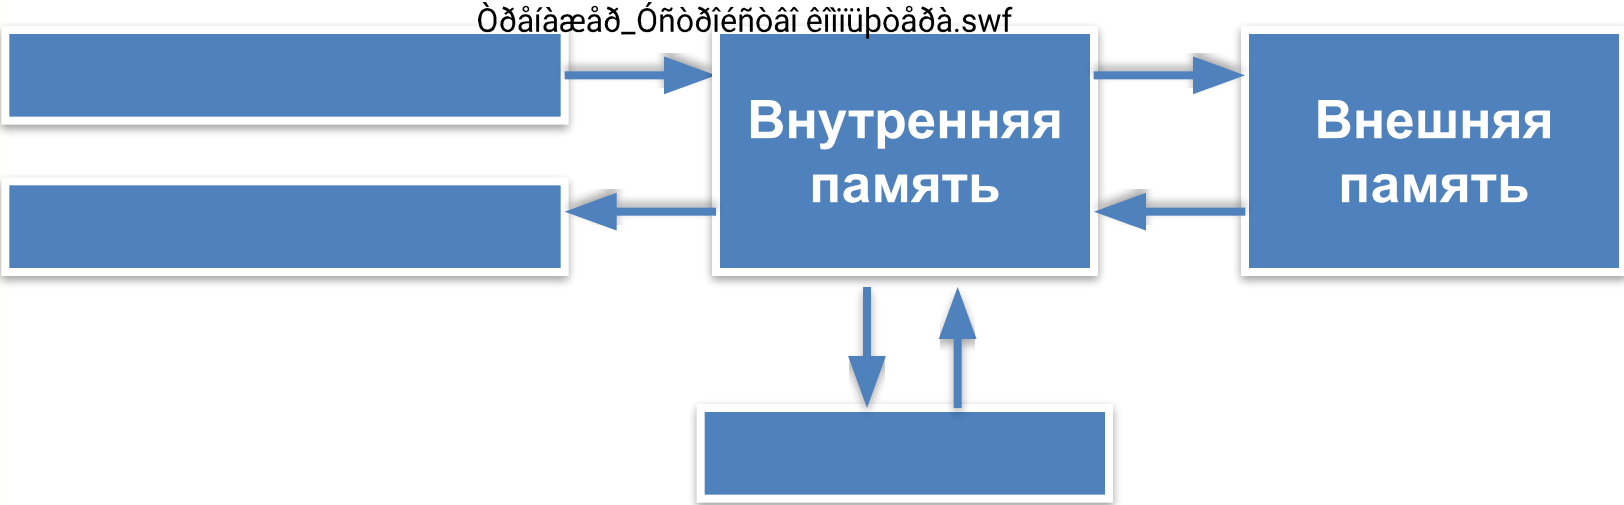 Òðåíàæåð_Óñòðîéñòâî êîìïüþòåðà.swf
Внутренняя
память
Внешняя
память